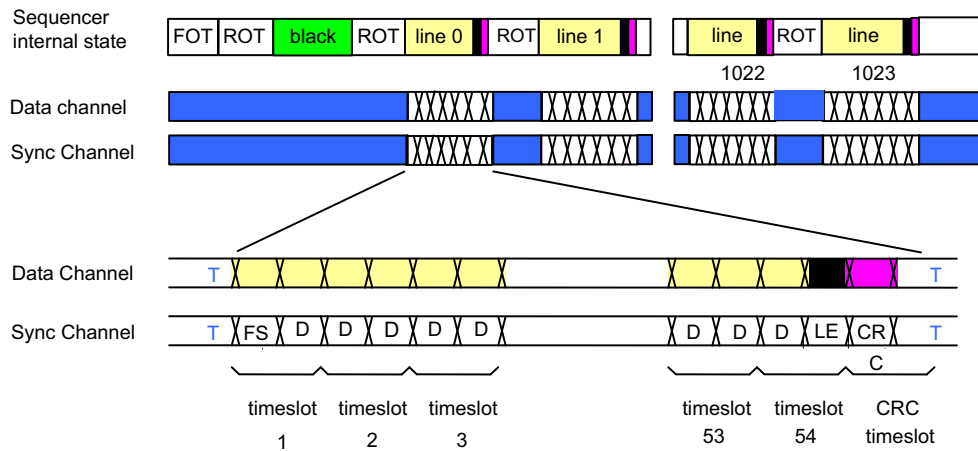 Sequencer
internal state
FOT ROT black ROT line 0 ROT line 1 line ROT line
1022 1023
Data channel
Sync Channel
Data Channel T T
Sync Channel T FS D D D D D D D D LE CR T
C
timeslot timeslot timeslot timeslot timeslot CRC
1 2 3 53 54 timeslot